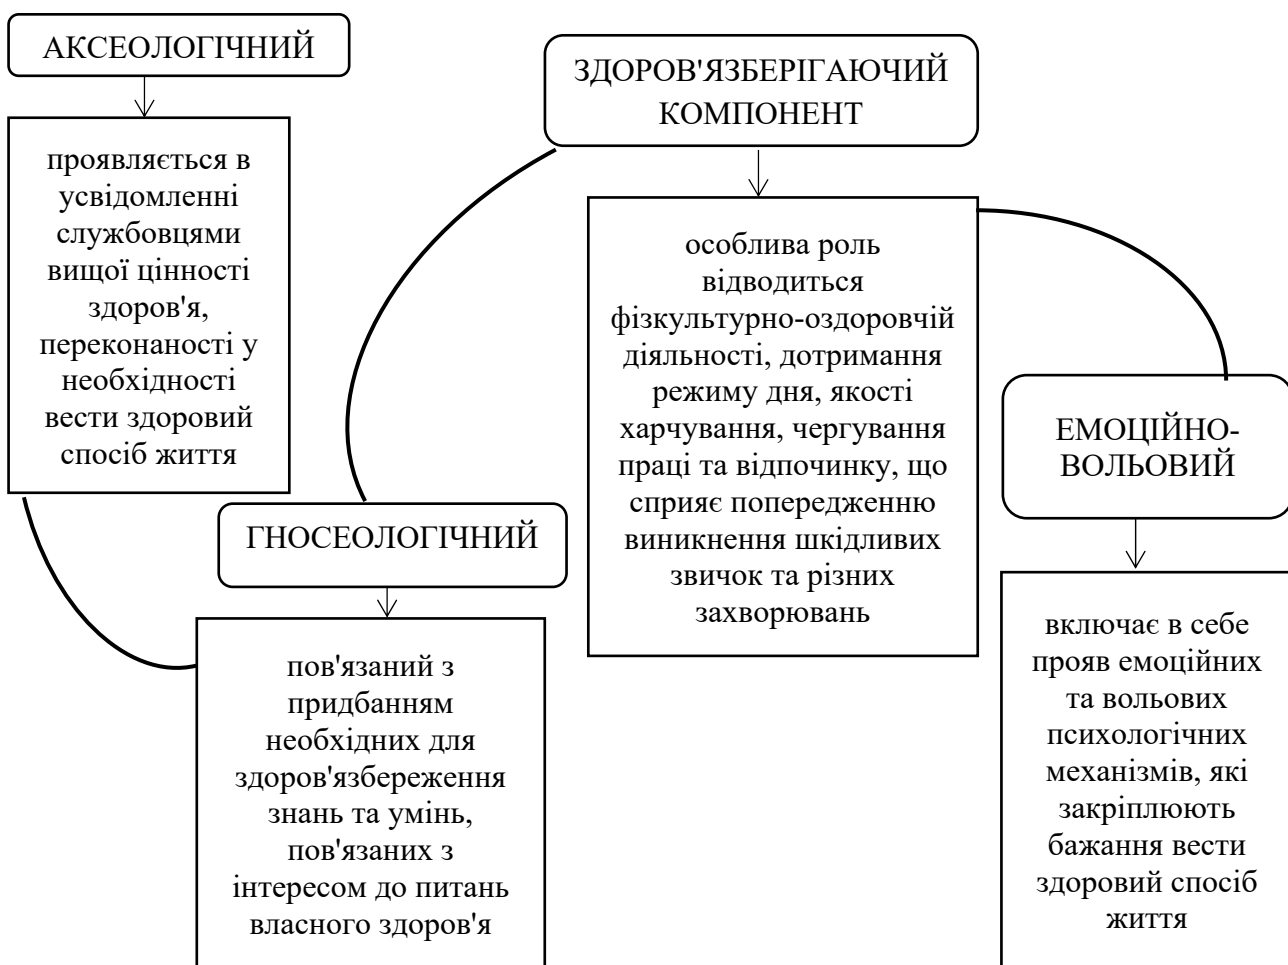 АКСЕОЛОГІЧНИЙ
проявляється в
усвідомленні
службовцями
вищої цінності
здоров'я,
переконаності у
необхідності
вести здоровий
спосіб життя
ГНОСЕОЛОГІЧНИЙ
пов'язаний з
придбанням
необхідних для
здоров'язбереження
знань та умінь,
пов'язаних з
інтересом до питань
власного здоров'я
ЗДОРОВ'ЯЗБЕРІГАЮЧИЙ
КОМПОНЕНТ
особлива роль
відводиться
фізкультурно-оздоровчій
діяльності, дотримання
режиму дня, якості
харчування, чергування
праці та відпочинку, що
сприяє попередженню
виникнення шкідливих
звичок та різних
захворювань
ЕМОЦІЙНО-
ВОЛЬОВИЙ
включає в себе
прояв емоційних
та вольових
психологічних
механізмів, які
закріплюють
бажання вести
здоровий спосіб
життя